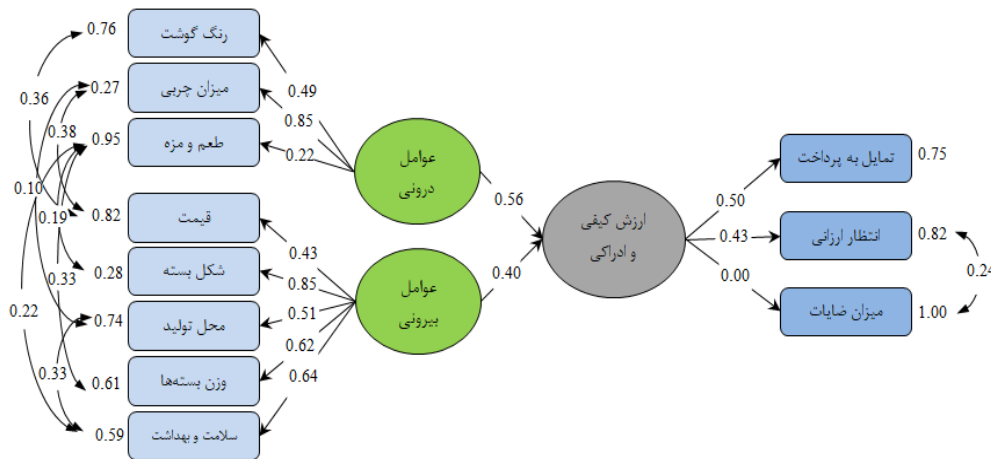 0.76
رنگ گوشت
0.49
0.27
میزان چربی
0.85
0.36
0.38
0.95
طعم و مزه
0.22
عوامل
درونی
0.56
0.10
0.19
0.82
قیمت
0.43
0.33
0.28
شکل بسته
0.85
عوامل
بیرونی
0.40
0.22
0.74
محل تولید
0.51
0.33
0.61
وزن بسته‌ها
0.62
0.59
سلامت و بهداشت
0.64
ارزش کیفی
و ادراکی
0.50
تمایل به پرداخت
0.75
0.43
انتظار ارزانی
0.82
0.24
0.00
میزان ضایات
1.00